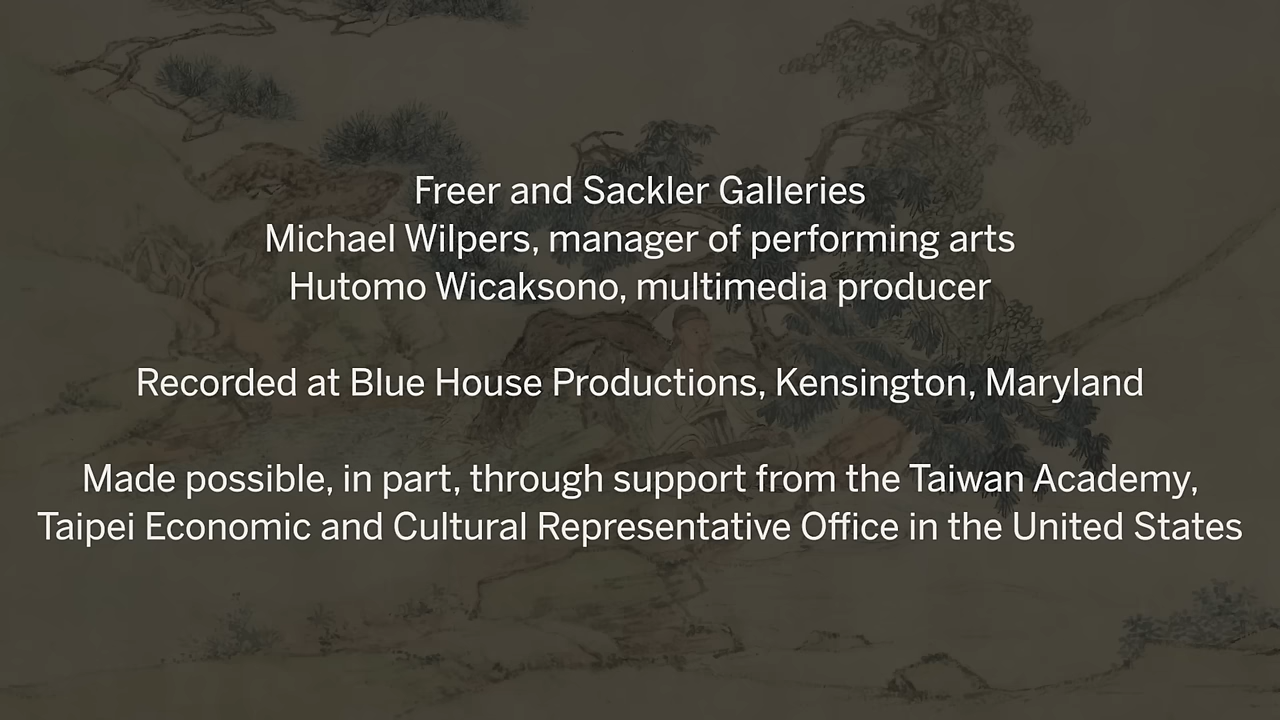 Freer and Sackler Galleries
Michael Wilpers, manager of performing arts
Hutomo Wicaksono, multimedia producer
Recorded at Blue House Productions, Kensington, Maryland
Made possible, in part, through support from the Taiwan Academy,
Taipei Economic and Cultural Representative Office in the United States